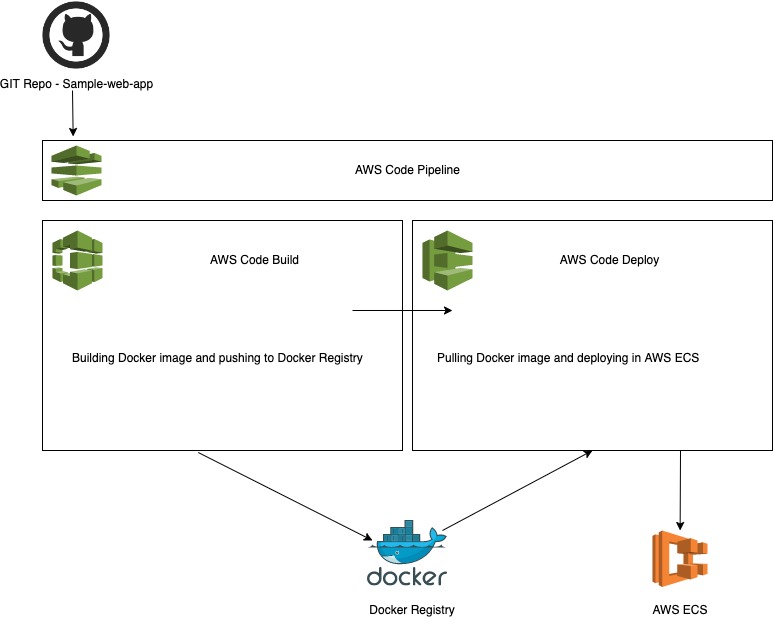 GIT Repo - Sample-web-app
AWS Code Pipeline
AWS Code Build
AWS Code Deploy
Building Docker image and pushing to Docker Registry
Pulling Docker image and deploying in AWS ECS
docker
Docker Registry
AWS ECS